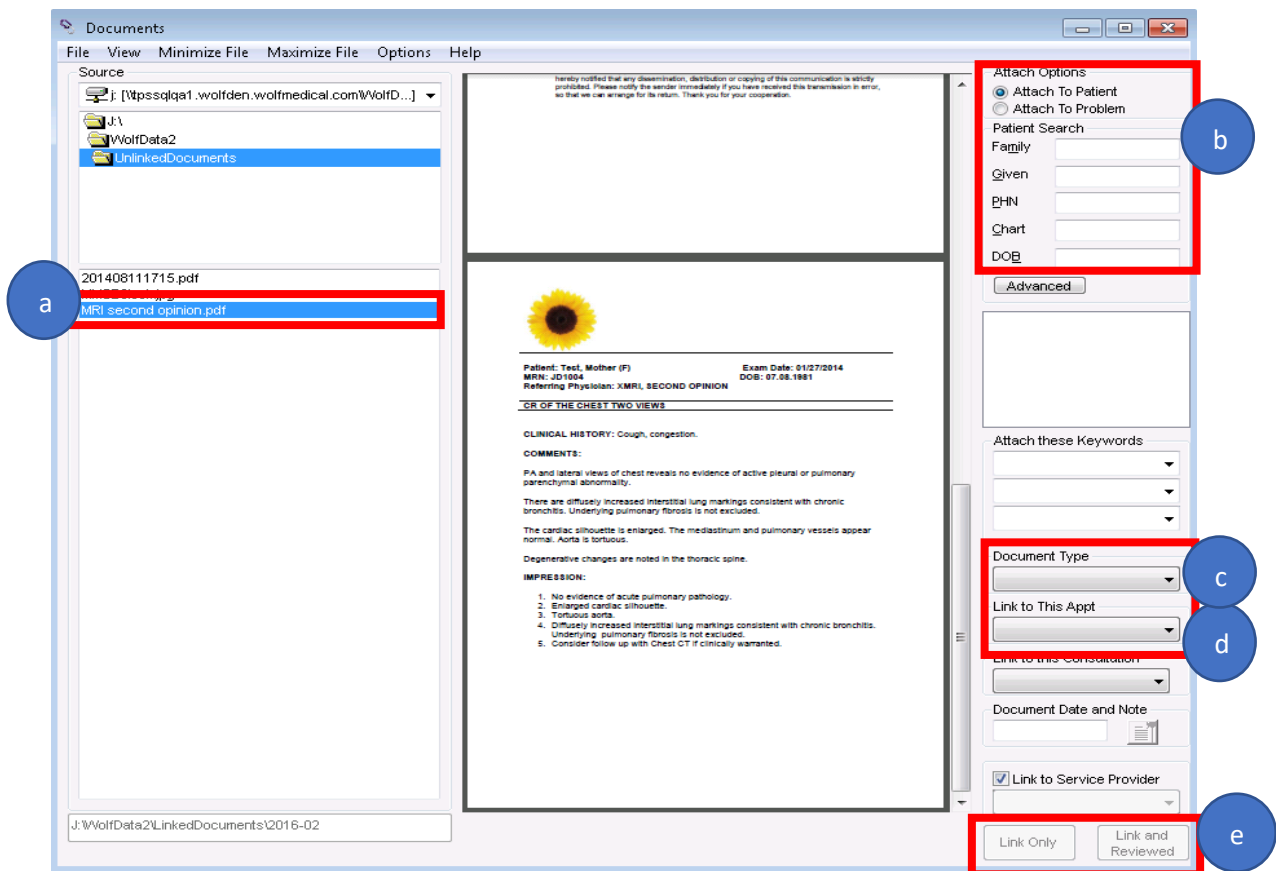 Documents
File View Minimize File Maximize File Options Help
Source
j: [\\tpssqlqa1.wolfden.wolfmedical.com\WolfD...]
J:\
WolfData2
UnlinkedDocuments
a
201408111715.pdf
MRI second opinion.pdf
J:\WolfData2\LinkedDocuments\2016-02
hereby notified that any dissemination, distribution or copying of this communication is strictly
prohibited. Please notify the sender immediately if you have received this transmission in error,
so that we can arrange for its return. Thank you for your cooperation.
Patient: Test, Mother (F) Exam Date: 01/27/2014
MRN: JD1004 DOB: 07.08.1981
Referring Physician: XMRI, SECOND OPINION
CR OF THE CHEST TWO VIEWS
CLINICAL HISTORY: Cough, congestion.
COMMENTS:
PA and lateral views of chest reveals no evidence of active pleural or pulmonary
parenchymal abnormality.
There are diffusely increased interstitial lung markings consistent with chronic
bronchitis. Underlying pulmonary fibrosis is not excluded.
The cardiac silhouette is enlarged. The mediastinum and pulmonary vessels appear
normal. Aorta is tortuous.
Degenerative changes are noted in the thoracic spine.
IMPRESSION:
1. No evidence of acute pulmonary pathology.
2. Enlarged cardiac silhouette.
3. Tortuous aorta.
4. Diffusely increased interstitial lung markings consistent with chronic bronchitis.
Underlying pulmonary fibrosis is not excluded.
5. Consider follow up with Chest CT if clinically warranted.
Attach Options
Attach To Patient
Attach To Problem
Patient Search
b
Family
Given
PHN
Chart
DOB
Advanced
Attach these Keywords
Document Type
c
Link to This Appt
d
Link to this Consultation
Document Date and Note
Link to Service Provider
Link Only
Link and
Reviewed
e